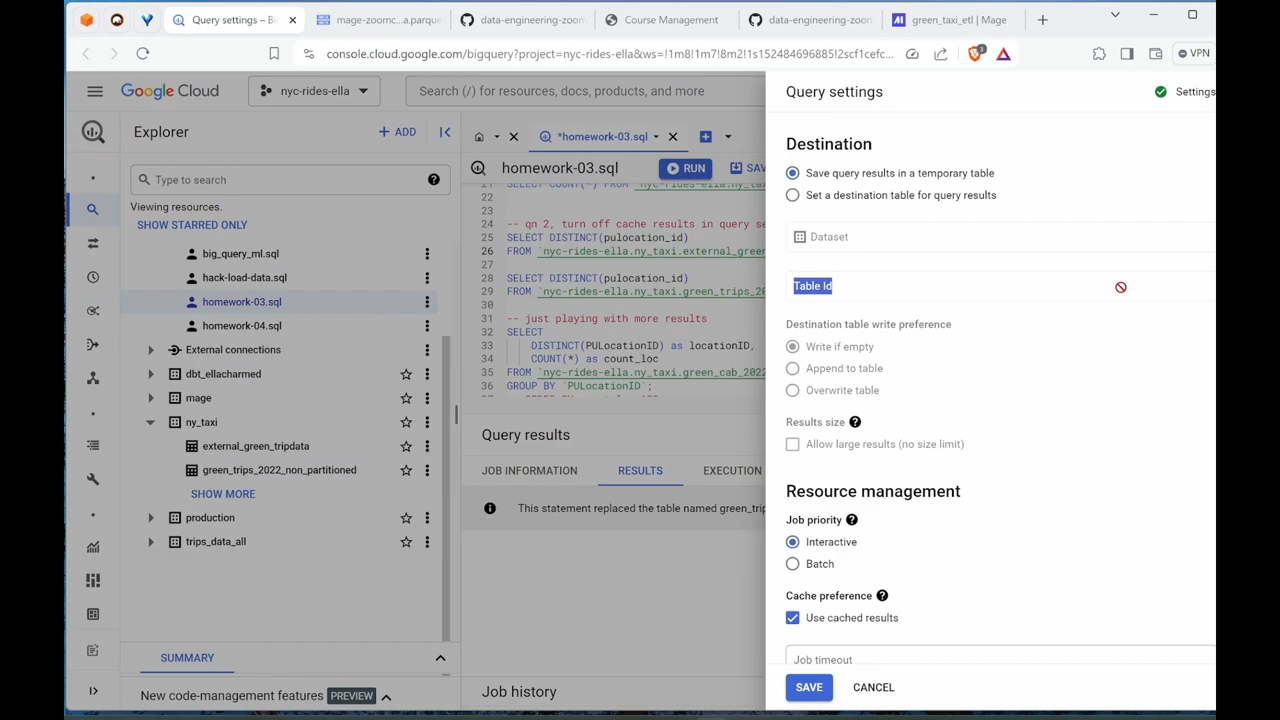 Query settings – B
mage-zoomc...a.parque
data-engineering-zoom
Course Management
data-engineering-zoom
green_taxi_etl | Mage
console.cloud.google.com/bigquery?project=nyc-rides-ella&ws=!1m8!1m7!8m2!1s152484696885!2scf1cefc...
VPN
Google Cloud
nyc-rides-ella
Search (/) for resources, docs, products, and more
Explorer
+ ADD
Type to search
Viewing resources.
SHOW STARRED ONLY
big_query_ml.sql
hack-load-data.sql
homework-03.sql
homework-04.sql
External connections
dbt_ellacharmed
mage
ny_taxi
external_green_tripdata
green_trips_2022_non_partitioned
SHOW MORE
production
trips_data_all
SUMMARY
New code-management features PREVIEW
*homework-03.sql
homework-03.sql
RUN
SAV
21 SELECT COUNT(*) FROM `nyc-rides-ella.ny_ta
22
23
24 -- qn 2, turn off cache results in query se
25 SELECT DISTINCT(pulocation_id)
26 FROM `nyc-rides-ella.ny_taxi.external_green
27
28 SELECT DISTINCT(pulocation_id)
29 FROM `nyc-rides-ella.ny_taxi.green_trips_20
30
31 -- just playing with more results
32 SELECT
33 DISTINCT(PULocationID) as locationID,
34 COUNT(*) as count_loc
35 FROM `nyc-rides-ella.ny_taxi.green_cab_2022
36 GROUP BY `PULocationID`;
Query results
JOB INFORMATION
RESULTS
EXECUTION
This statement replaced the table named green_trip
Job history
Query settings
Settings
Destination
Save query results in a temporary table
Set a destination table for query results
Dataset
Table Id
Destination table write preference
Write if empty
Append to table
Overwrite table
Results size
Allow large results (no size limit)
Resource management
Job priority
Interactive
Batch
Cache preference
Use cached results
Job timeout
SAVE
CANCEL